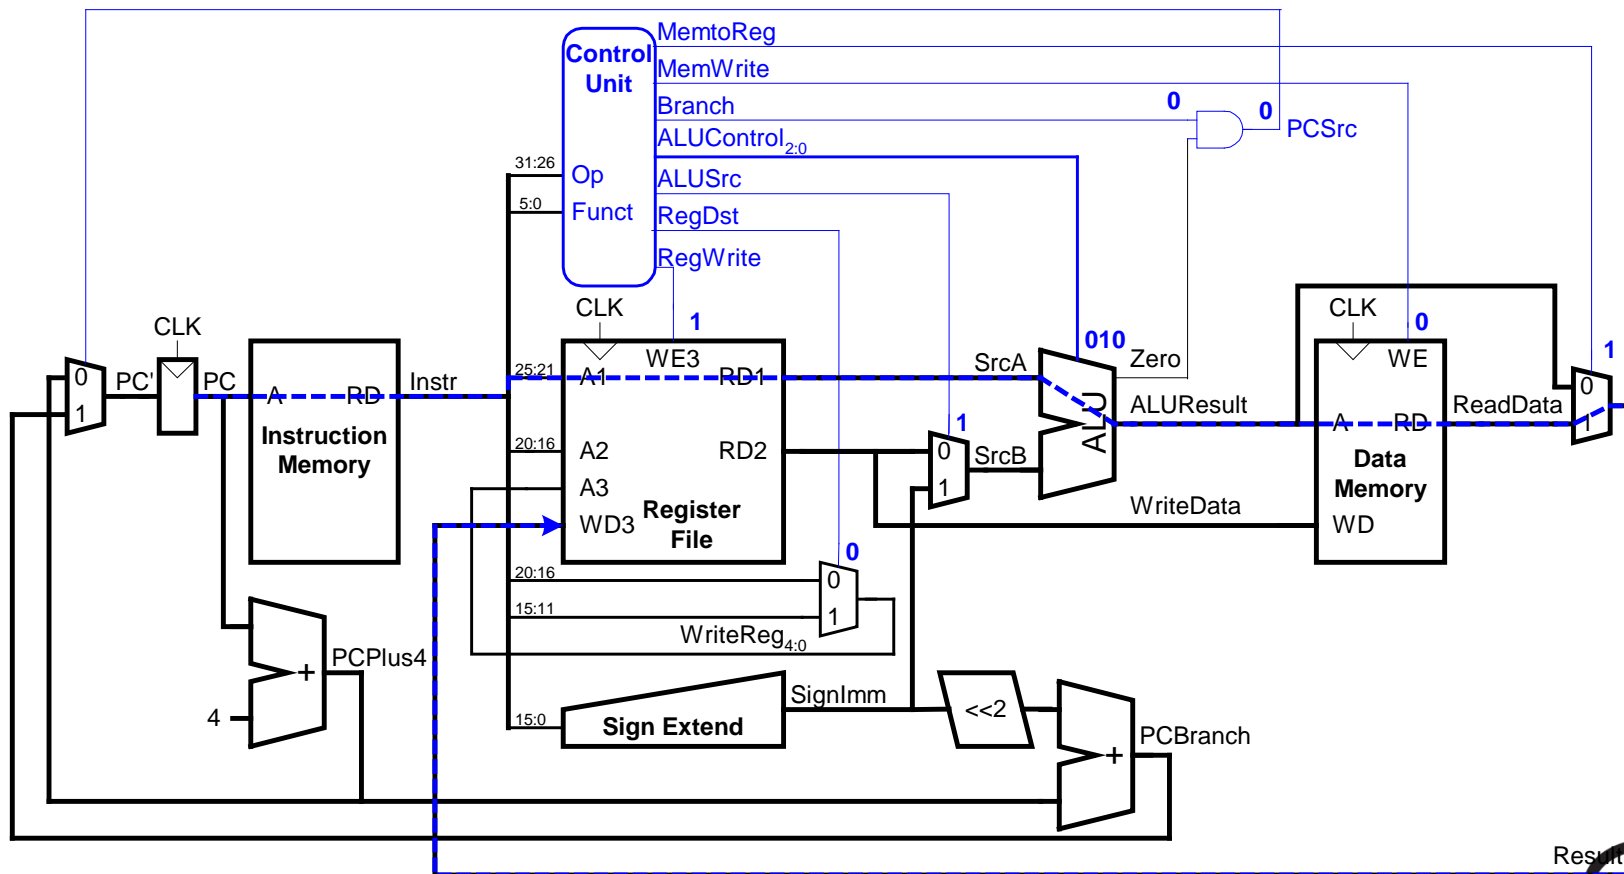 MemtoReg
Control
Unit
MemWrite
Branch
0
0
PCSrc
ALUControl2:0
31:26
Op
ALUSrc
5:0
Funct
RegDst
RegWrite
CLK
CLK
CLK
1
010
0
1
WE3
WE
Zero
0
PC'
PC
A
RD
Instr
25:21
A1
RD1
SrcA
0
1
Instruction
Memory
ALU
ALUResult
A
RD
ReadData
1
1
20:16
A2
RD2
0
SrcB
Data
Memory
A3
1
Register
File
WD3
WriteData
WD
0
20:16
0
15:11
1
WriteReg4:0
PCPlus4
+
4
SignImm
15:0
Sign Extend
<<2
PCBranch
+
Result